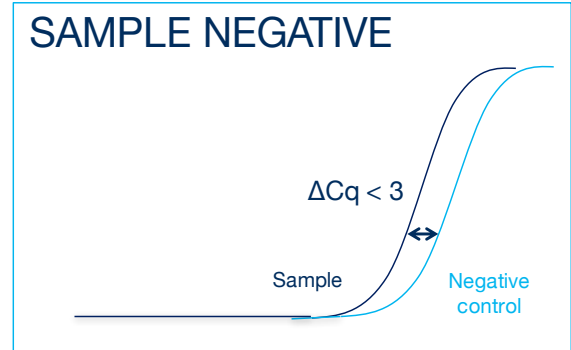 SAMPLE NEGATIVE
ΔCq < 3
Sample
Negative
control